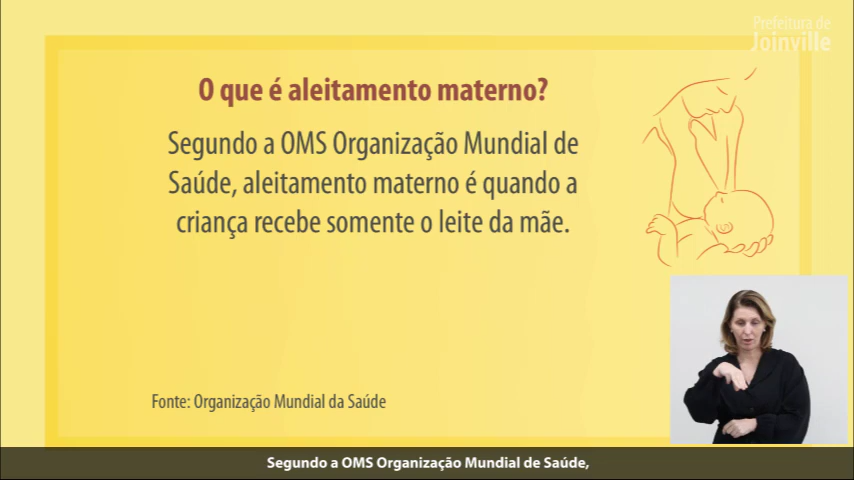 Prefeitura de
Joinville
O que é aleitamento materno?
Segundo a OMS Organização Mundial de
Saúde, aleitamento materno é quando a
criança recebe somente o leite da mãe.
Fonte: Organização Mundial da Saúde
Segundo a OMS Organização Mundial de Saúde,